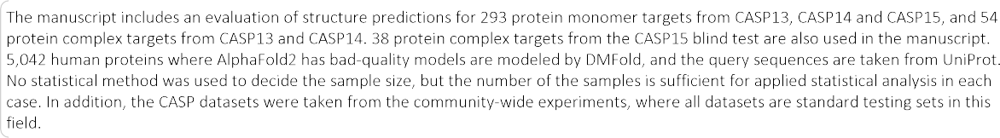 The manuscript includes an evaluation of structure predictions for 293 protein monomer targets from CASP13, CASP14 and CASP15, and 54
protein complex targets from CASP13 and CASP14. 38 protein complex targets from the CASP15 blind test are also used in the manuscript.
5,042 human proteins where AlphaFold2 has bad-quality models are modeled by DMFold, and the query sequences are taken from UniProt.
No statistical method was used to decide the sample size, but the number of the samples is sufficient for applied statistical analysis in each
case. In addition, the CASP datasets were taken from the community-wide experiments, where all datasets are standard testing sets in this
field.